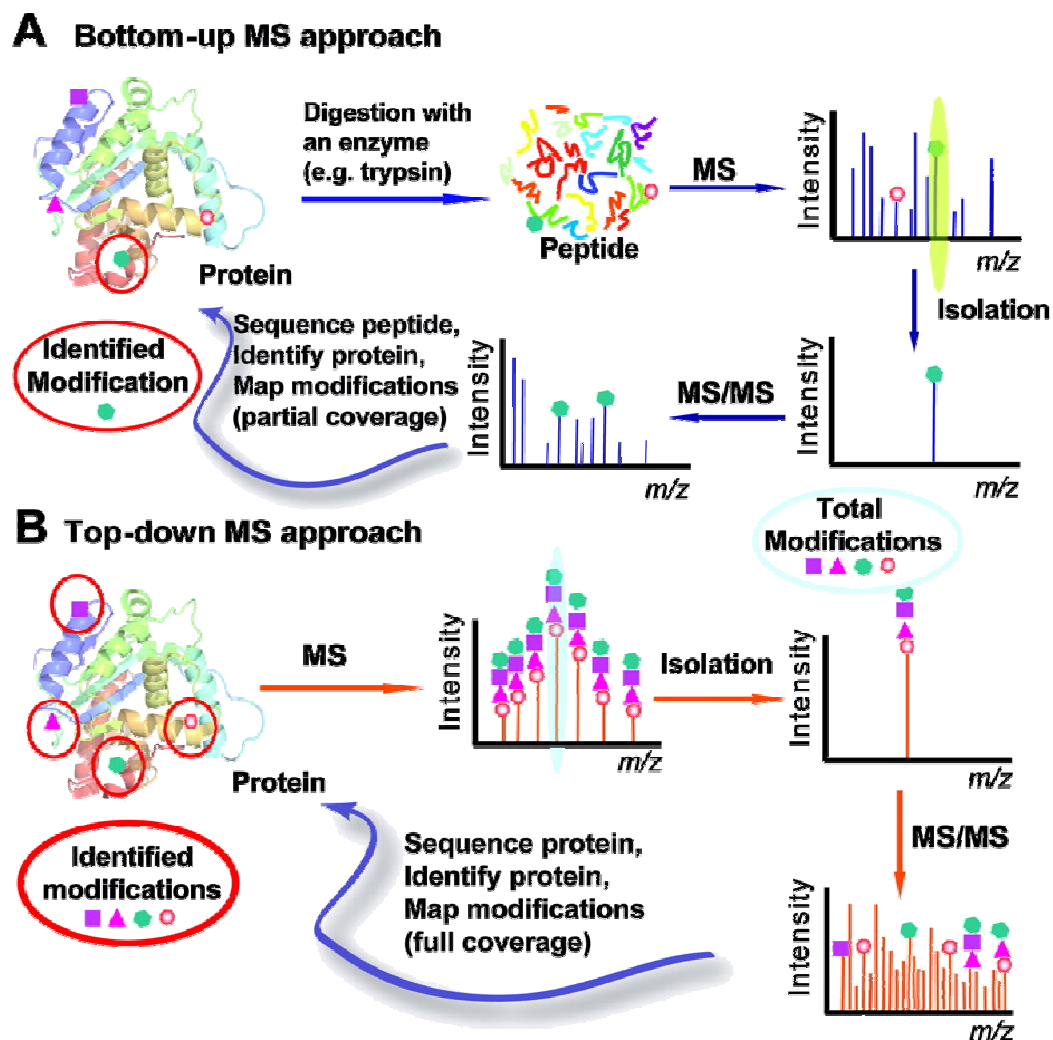 A Bottom-up MS approach
Digestion with
an enzyme
(e.g. trypsin)
Protein
Peptide
MS
Intensity
m/z
Isolation
Intensity
m/z
MS/MS
Intensity
m/z
Sequence peptide,
Identify protein,
Map modifications
(partial coverage)
Identified
Modification
B Top-down MS approach
Protein
MS
Intensity
m/z
Isolation
Total
Modifications
Intensity
m/z
MS/MS
Intensity
m/z
Sequence protein,
Identify protein,
Map modifications
(full coverage)
Identified
modifications